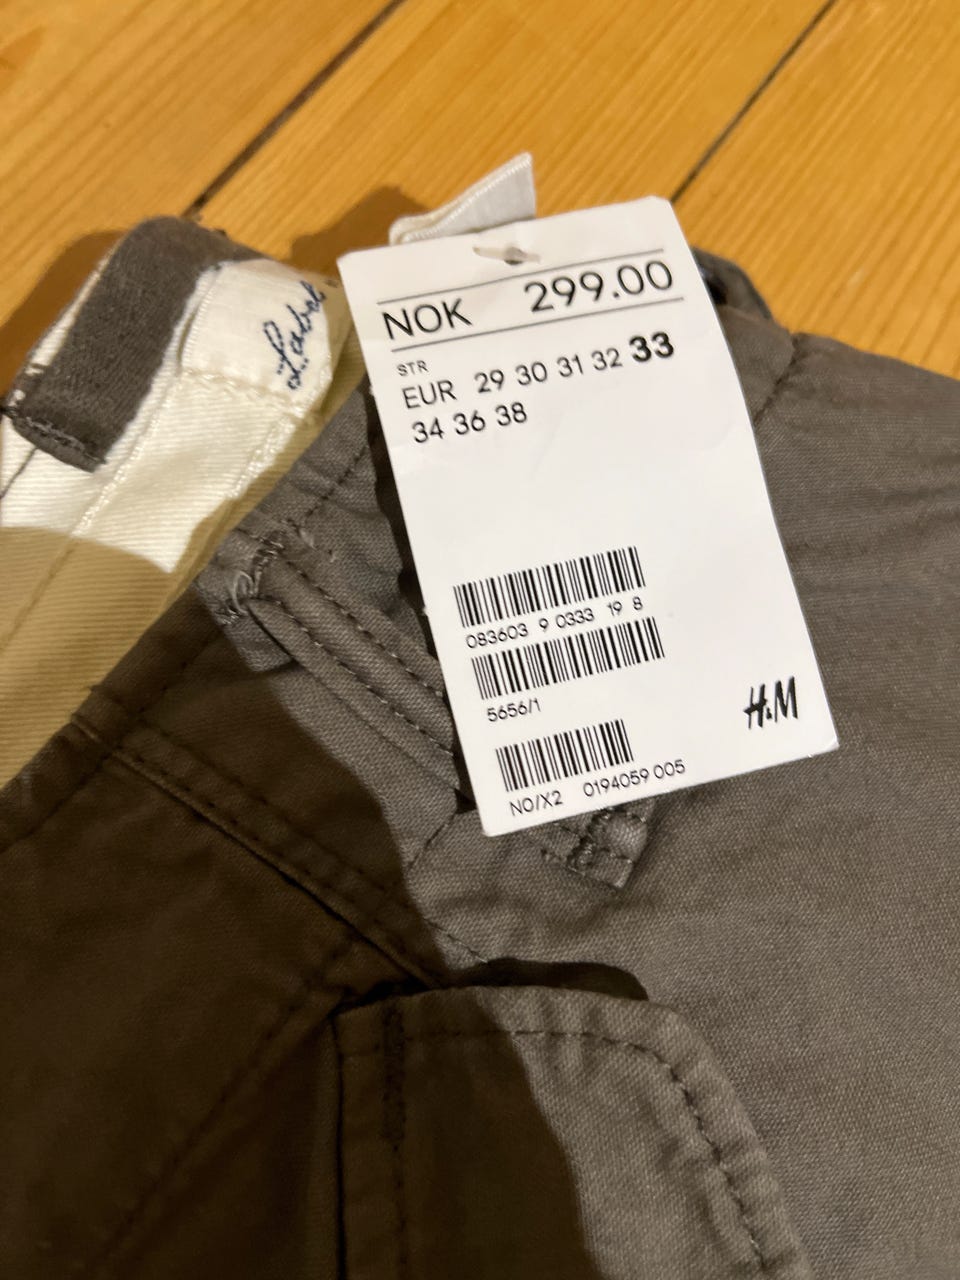 Label
NOK 299.00
STR
EUR 29 30 31 32 33
34 36 38
083603 9 0333 19 8
5656/1
H&M
NO/X2 0194059 005